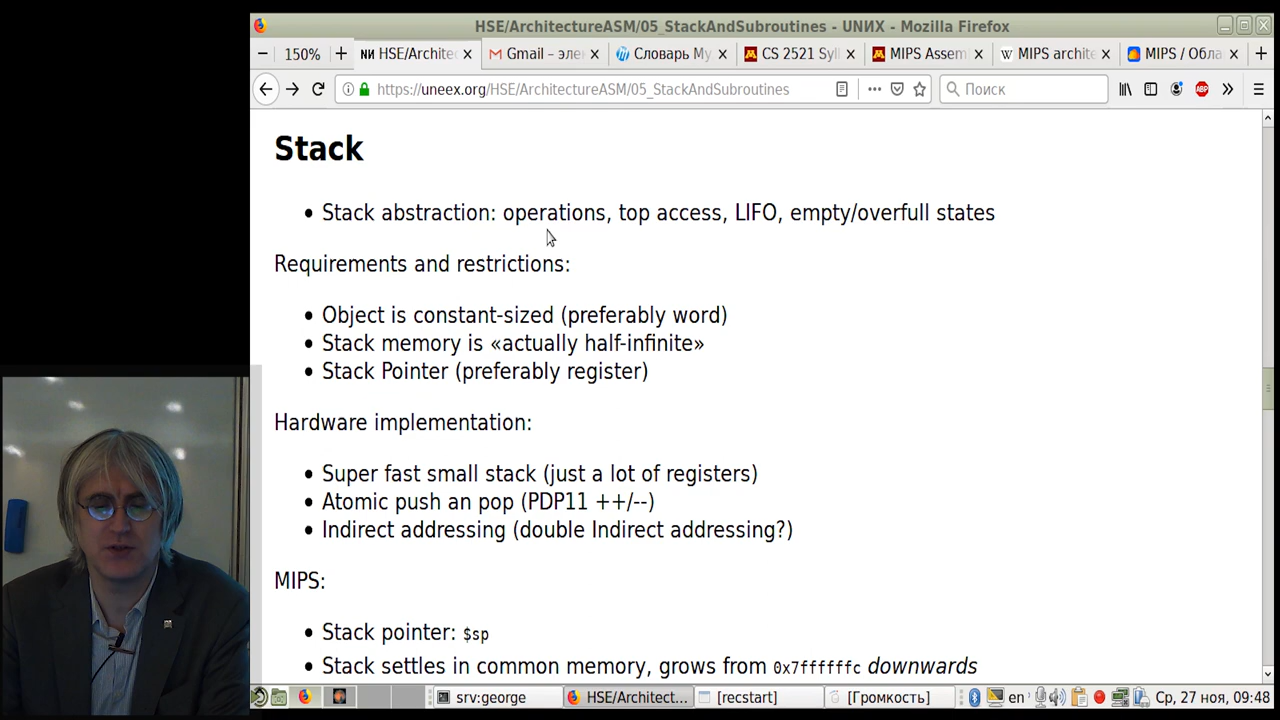 HSE/ArchitectureASM/05_StackAndSubroutines - UNИX - Mozilla Firefox
150%
ИИ HSE/Architec
Gmail – эле
Словарь Му
CS 2521 Syl
MIPS Assem
MIPS archite
MIPS / Обла
https://uneex.org/HSE/ArchitectureASM/05_StackAndSubroutines
Поиск
ABP
Stack
• Stack abstraction: operations, top access, LIFO, empty/overfull states
Requirements and restrictions:
• Object is constant-sized (preferably word)
• Stack memory is «actually half-infinite»
• Stack Pointer (preferably register)
Hardware implementation:
• Super fast small stack (just a lot of registers)
• Atomic push an pop (PDP11 ++/--)
• Indirect addressing (double Indirect addressing?)
MIPS:
• Stack pointer: $sp
• Stack settles in common memory, grows from 0x7ffffffc downwards
srv:george
HSE/Architect...
[recstart]
[Громкость]
en
Ср, 27 ноя, 09:48